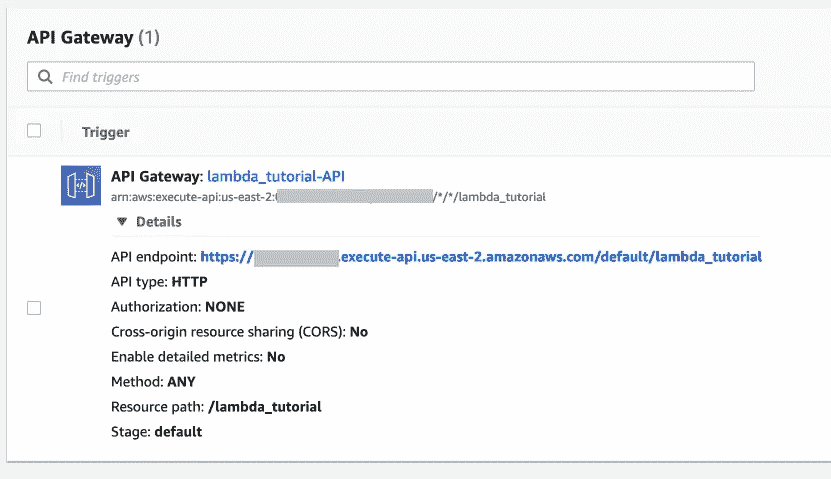 API Gateway (1)
Find triggers
Trigger
API Gateway: lambda_tutorial-API
arn:aws:execute-api:us-east-2: /*/*/lambda_tutorial
Details
API endpoint: https:// .execute-api.us-east-2.amazonaws.com/default/lambda_tutorial
API type: HTTP
Authorization: NONE
Cross-origin resource sharing (CORS): No
Enable detailed metrics: No
Method: ANY
Resource path: /lambda_tutorial
Stage: default